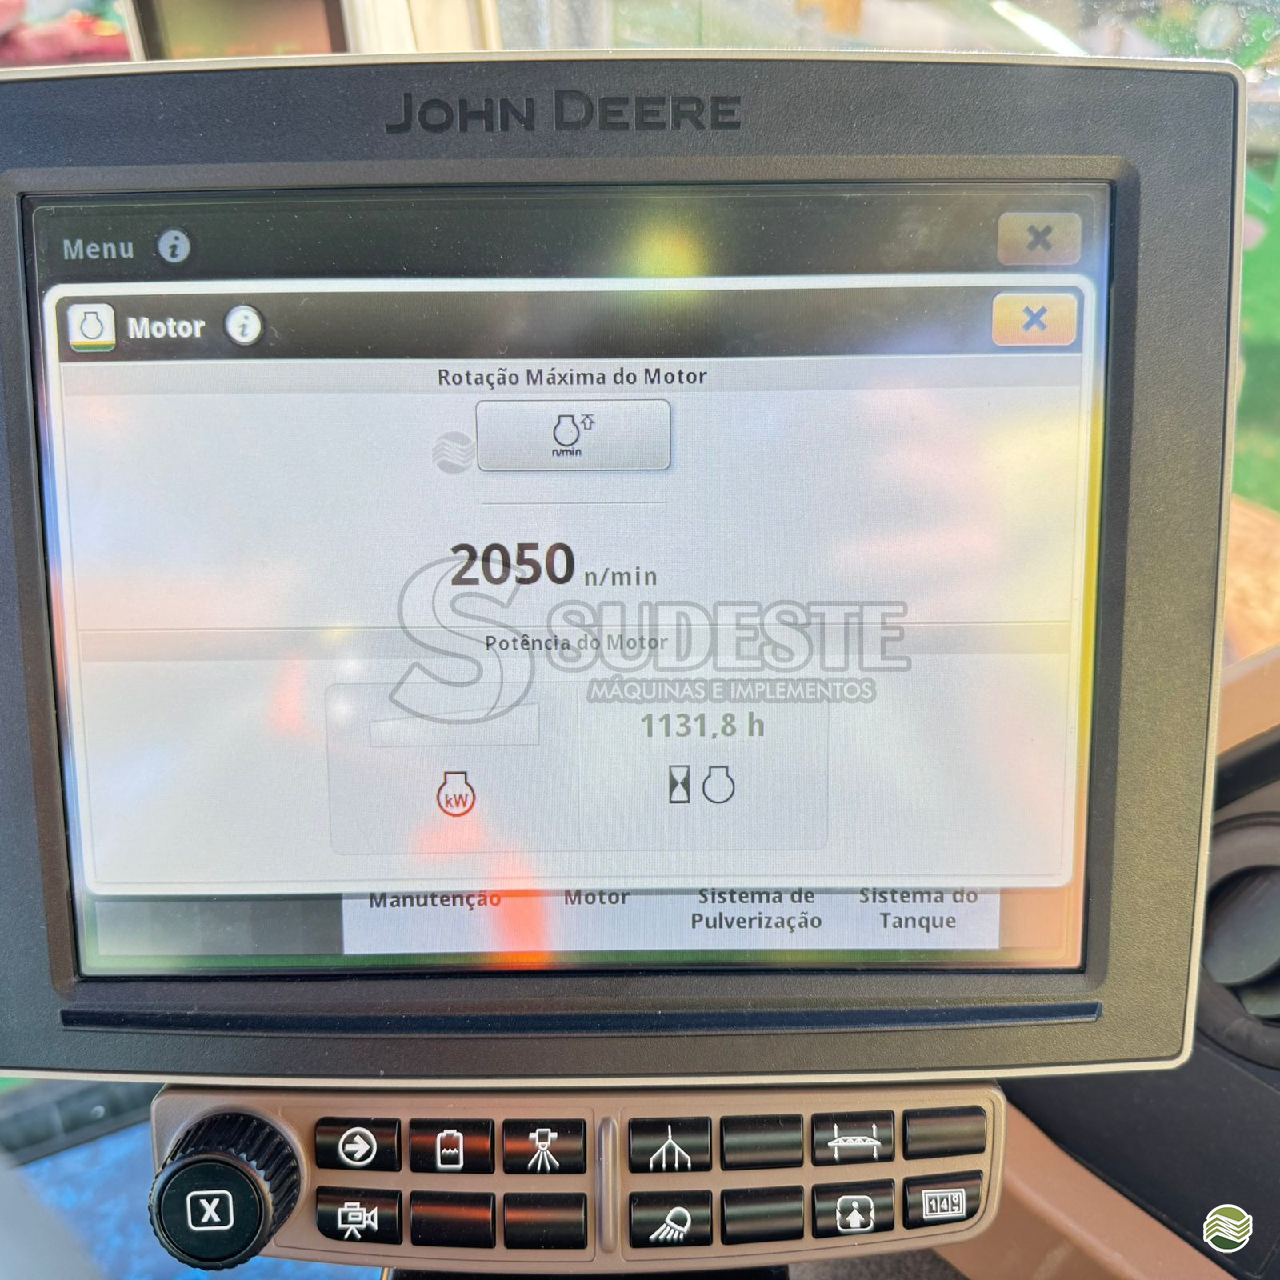 JOHN DEERE
Menu i
Motor i
Rotação Máxima do Motor
n/min
2050 n/min
Potência do Motor
S SUDESTE
MÁQUINAS E IMPLEMENTOS
1131,8 h
kW
Manutenção Motor Sistema de Pulverização Sistema do Tanque
X